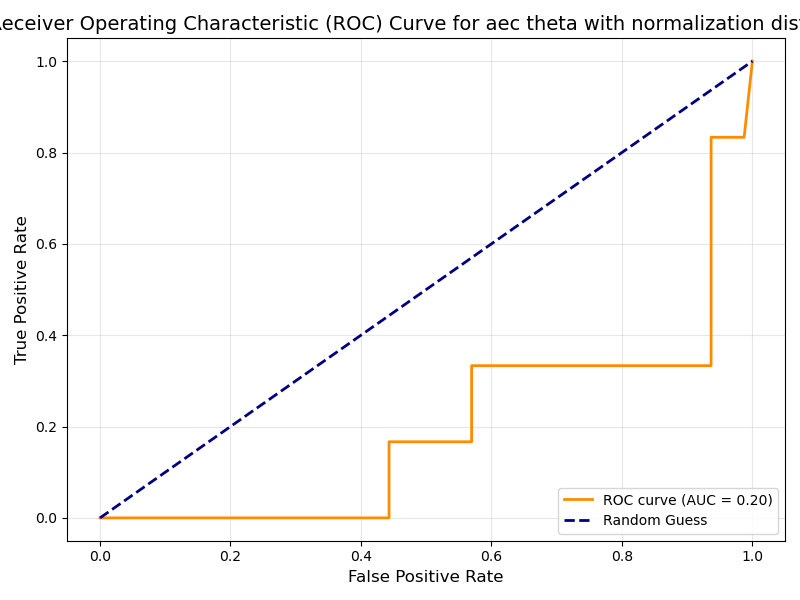 Receiver Operating Characteristic (ROC) Curve for aec theta with normalization
1.0
0.8
0.6
0.4
0.2
0.0
True Positive Rate
ROC curve (AUC = 0.20)
Random Guess
0.0
0.2
0.4
0.6
0.8
1.0
False Positive Rate